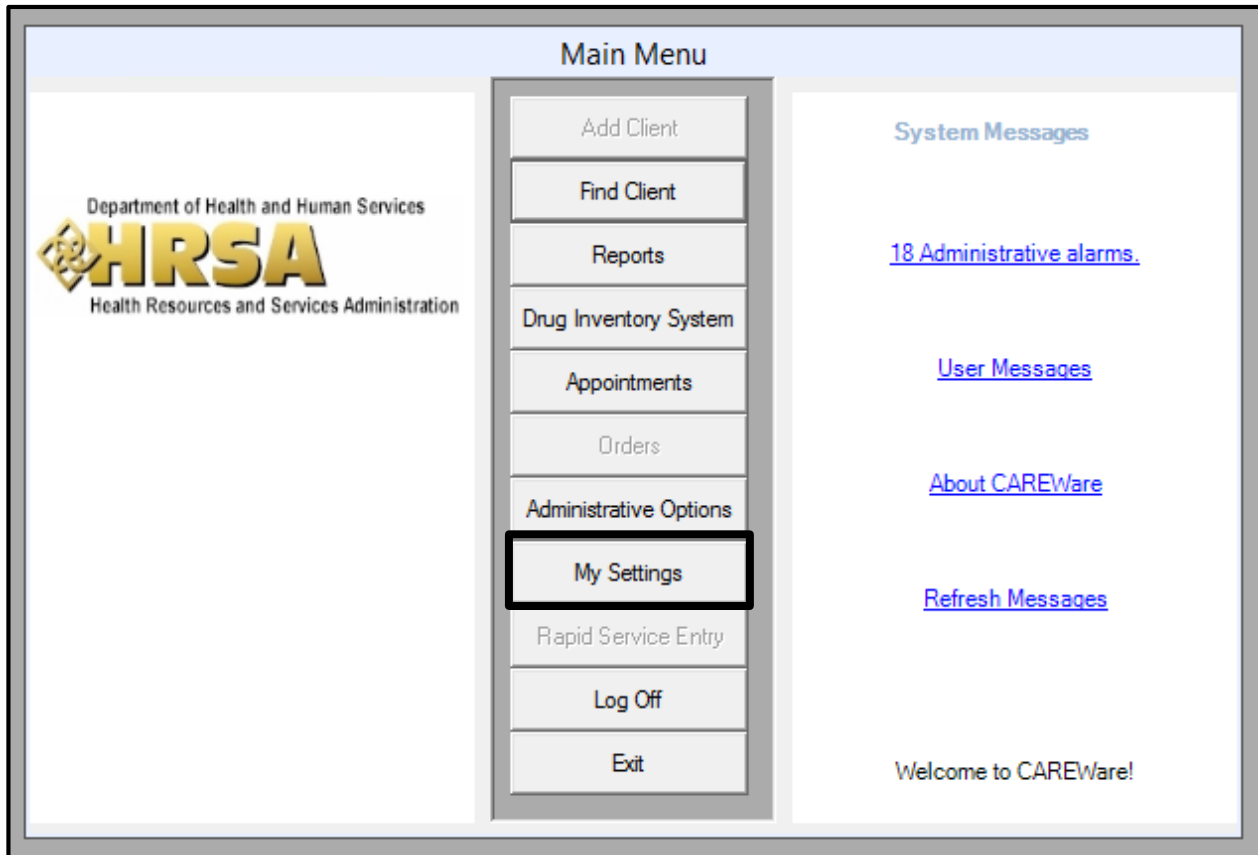 Main Menu
Department of Health and Human Services
HRSA
Health Resources and Services Administration
Add Client
Find Client
Reports
Drug Inventory System
Appointments
Orders
Administrative Options
My Settings
Rapid Service Entry
Log Off
Exit
System Messages
18 Administrative alarms.
User Messages
About CAREWare
Refresh Messages
Welcome to CAREWare!